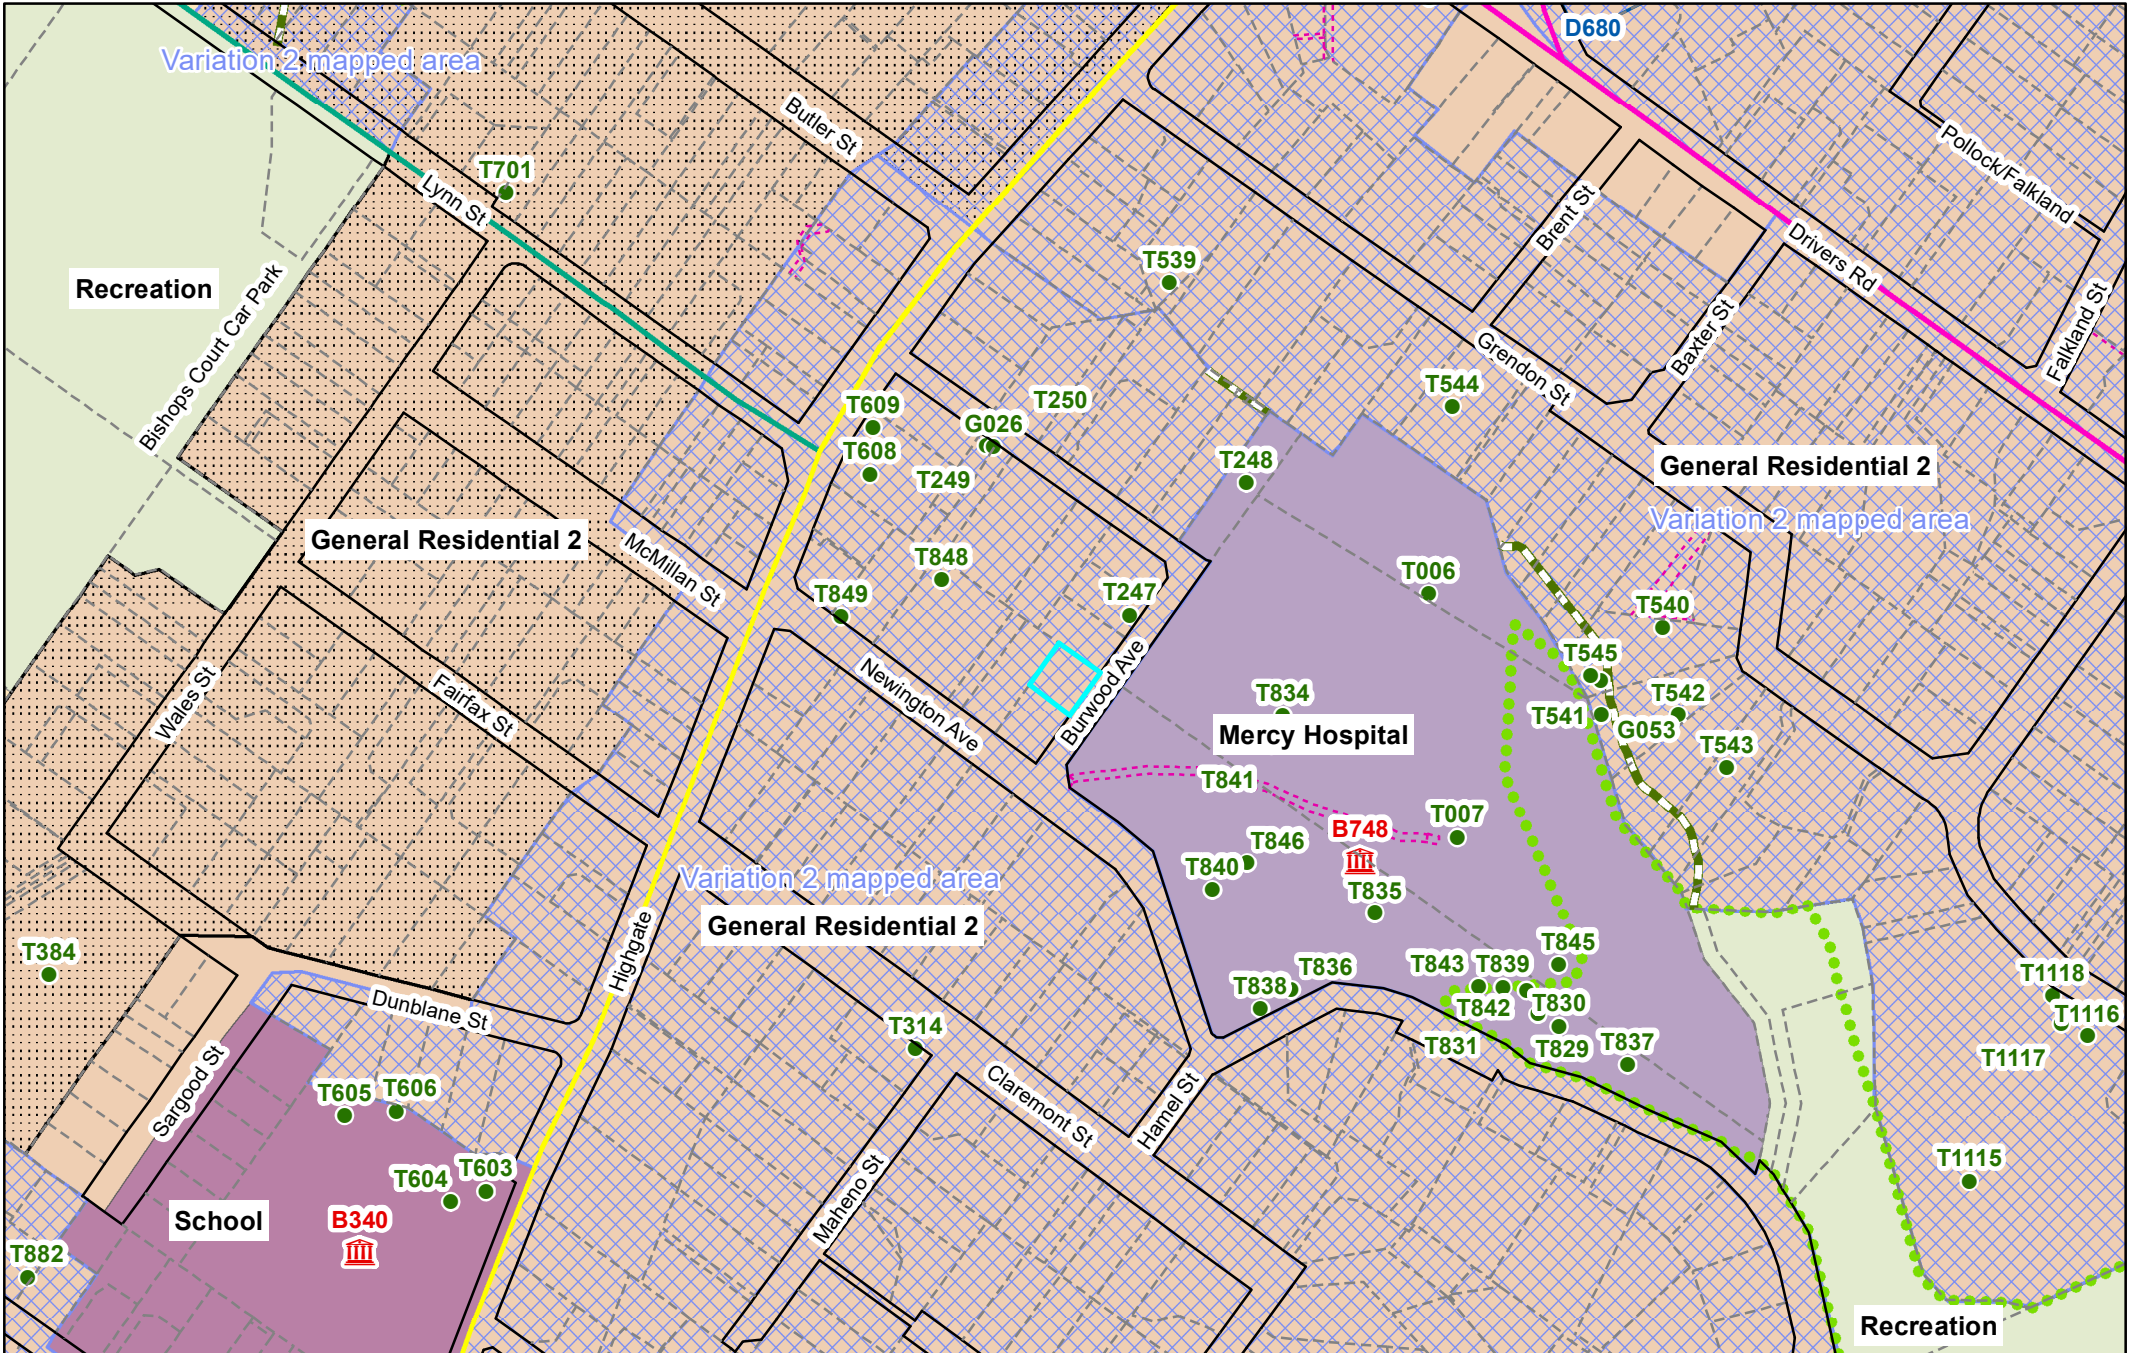 D680
Variation 2 mapped area
Butler St
Pollock/Falkland
T701
Lynn St
Brent St
Drivers Rd
T539
Recreation
Bishops Court Car Park
Falkland St
Baxter St
Grendon St
T544
T250
T609
G026
T608
T248
General Residential 2
T249
Variation 2 mapped area
General Residential 2
McMillan St
T848
T006
T849
T247
T540
T545
Newington Ave
Burwood Ave
Wales St
Fairfax St
T834
T542
T541
G053
Mercy Hospital
T543
T841
T007
B748
T846
T840
Variation 2 mapped area
T835
General Residential 2
Highgate
T384
T845
T836
T843
T839
T838
T1118
Dunblane St
T842
T830
T1116
T314
T831
T829
T837
T1117
Sargood St
T605
T606
Claremont St
Hamel St
T603
T604
T1115
Maheno St
School
B340
T882
Recreation